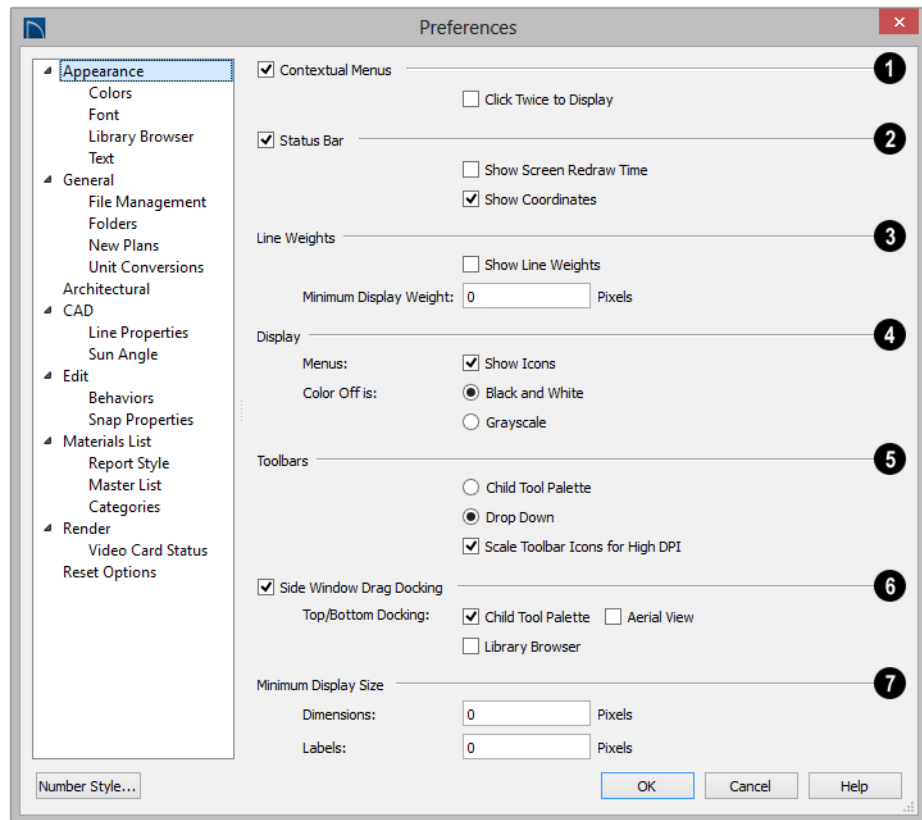 Preferences
Appearance
Colors
Font
Library Browser
Text
General
File Management
Folders
New Plans
Unit Conversions
Architectural
CAD
Line Properties
Sun Angle
Edit
Behaviors
Snap Properties
Materials List
Report Style
Master List
Categories
Render
Video Card Status
Reset Options
Contextual Menus 1
Click Twice to Display
Status Bar 2
Show Screen Redraw Time
Show Coordinates
Line Weights 3
Show Line Weights
Minimum Display Weight: 0 Pixels
Display 4
Menus: Show Icons
Color Off is: Black and White
Grayscale
Toolbars 5
Child Tool Palette
Drop Down
Scale Toolbar Icons for High DPI
Side Window Drag Docking 6
Top/Bottom Docking: Child Tool Palette Aerial View
Library Browser
Minimum Display Size 7
Dimensions: 0 Pixels
Labels: 0 Pixels
Number Style... OK Cancel Help